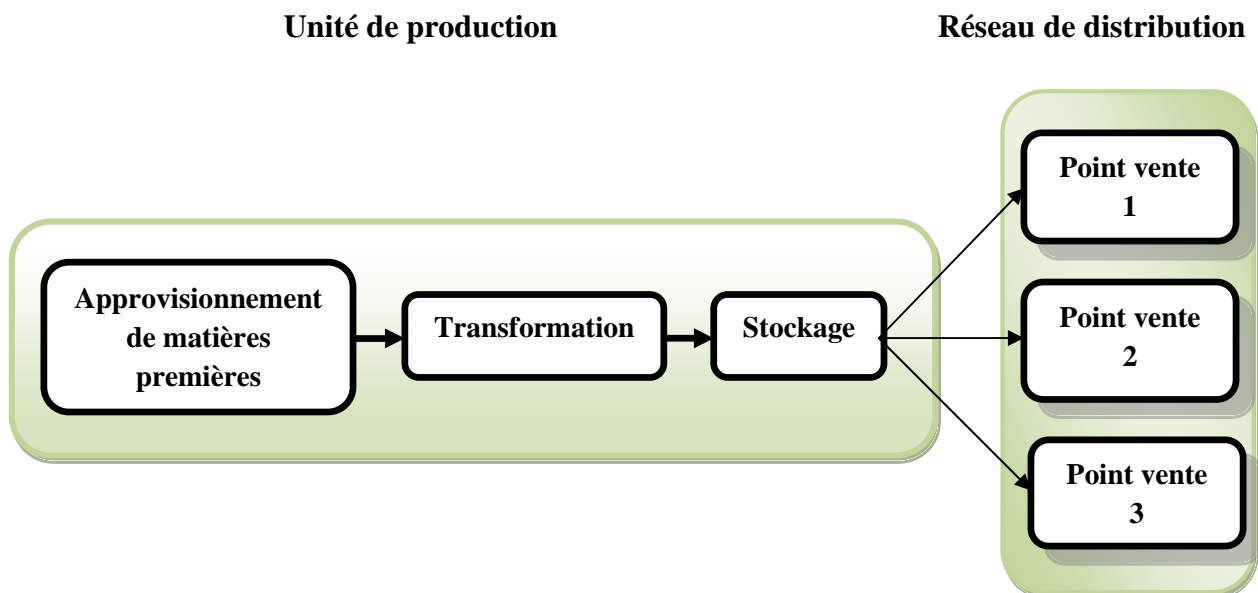 Unité de production
Réseau de distribution
Approvisionnement
de matières
premières
Transformation
Stockage
Point vente
1
Point vente
2
Point vente
3